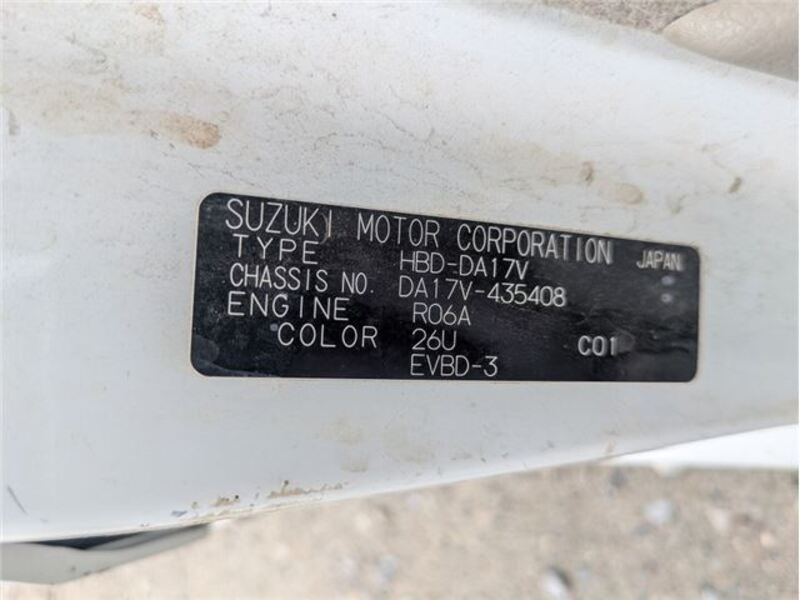 SUZUKI MOTOR CORPORATION JAPAN
TYPE HBD-DA17V
CHASSIS NO. DA17V-435408
ENGINE R06A
COLOR 26U C01
EVBD-3